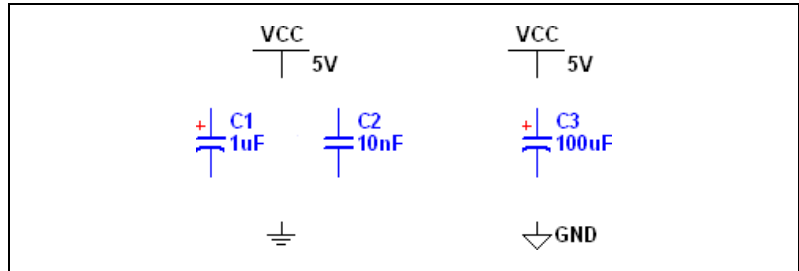 VCC
5V
VCC
5V
+ C1
1uF
C2
10nF
+ C3
100uF
GND